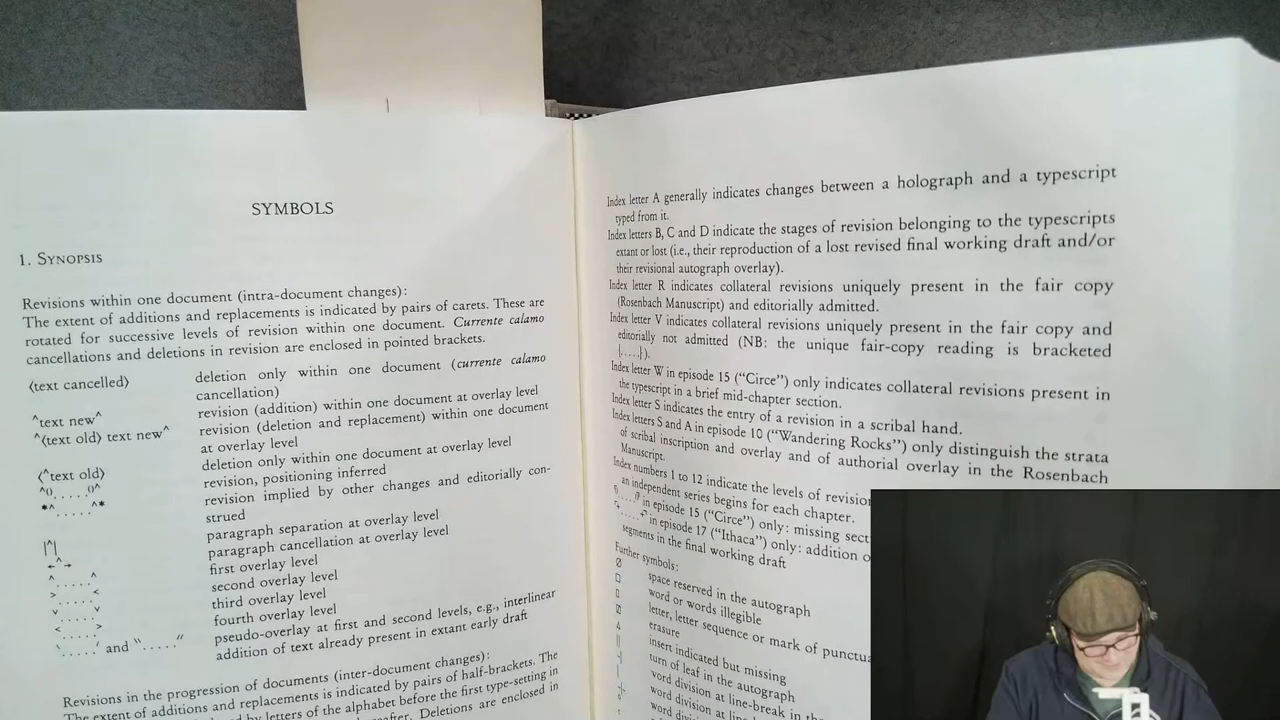 SYMBOLS
1. SYNOPSIS
Revisions within one document (intra-document changes):
The extent of additions and replacements is indicated by pairs of carets. These are
rotated for successive levels of revision within one document. Currente calamo
cancellations and deletions in revision are enclosed in pointed brackets.
⟨text cancelled⟩ deletion only within one document (currente calamo
cancellation)
^text new^ revision (addition) within one document at overlay level
^⟨text old⟩ text new^ revision (deletion and replacement) within one document
at overlay level
⟨^text old⟩ deletion only within one document at overlay level
^().....()^ revision, positioning inferred
*^.....^* revision implied by other changes and editorially con-
strued
|^| paragraph separation at overlay level
←^→ paragraph cancellation at overlay level
^.....^ first overlay level
>.....< second overlay level
v.....v third overlay level
<.....> fourth overlay level
‵.....′ and ‶.....″ pseudo-overlay at first and second levels, e.g., interlinear
addition of text already present in extant early draft
Revisions in the progression of documents (inter-document changes):
The extent of additions and replacements is indicated by pairs of half-brackets. The
by letters of the alphabet before the first type-setting in
Deletions are enclosed in
Index letter A generally indicates changes between a holograph and a typescript
typed from it.
Index letters B, C and D indicate the stages of revision belonging to the typescripts
extant or lost (i.e., their reproduction of a lost revised final working draft and/or
their revisional autograph overlay).
Index letter R indicates collateral revisions uniquely present in the fair copy
(Rosenbach Manuscript) and editorially admitted.
Index letter V indicates collateral revisions uniquely present in the fair copy and
editorially not admitted (NB: the unique fair-copy reading is bracketed
{.....}).
Index letter W in episode 15 (“Circe”) only indicates collateral revisions present in
the typescript in a brief mid-chapter section.
Index letter S indicates the entry of a revision in a scribal hand.
Index letters S and A in episode 10 (“Wandering Rocks”) only distinguish the strata
of scribal inscription and overlay and of authorial overlay in the Rosenbach
Manuscript.
Index numbers 1 to 12 indicate the levels of
an independent series begins for each chapter.
in episode 15 (“Circe”) only: missing
in episode 17 (“Ithaca”) only: addition
segments in the final working draft
Further symbols:
space reserved in the autograph
word or words illegible
letter, letter sequence or mark of
erasure
insert indicated but missing
turn of leaf in the autograph
word division at line-break in the
word division at
word